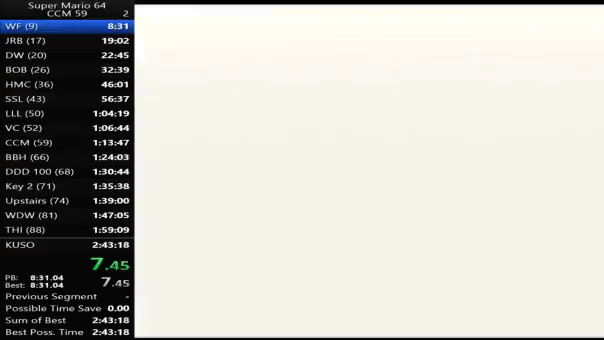 Super Mario 64
CCM 59 2
WF (9) 8:31
JRB (17) 19:02
DW (20) 22:45
BOB (26) 32:39
HMC (36) 46:01
SSL (43) 56:37
LLL (50) 1:04:19
VC (52) 1:06:44
CCM (59) 1:13:47
BBH (66) 1:24:03
DDD 100 (68) 1:30:44
Key 2 (71) 1:35:38
Upstairs (74) 1:39:00
WDW (81) 1:47:05
THI (88) 1:59:09
KUSO 2:43:18
7.45
PB: 8:31.04
Best: 8:31.04 7.45
Previous Segment -
Possible Time Save 0.00
Sum of Best 2:43:18
Best Poss. Time 2:43:18